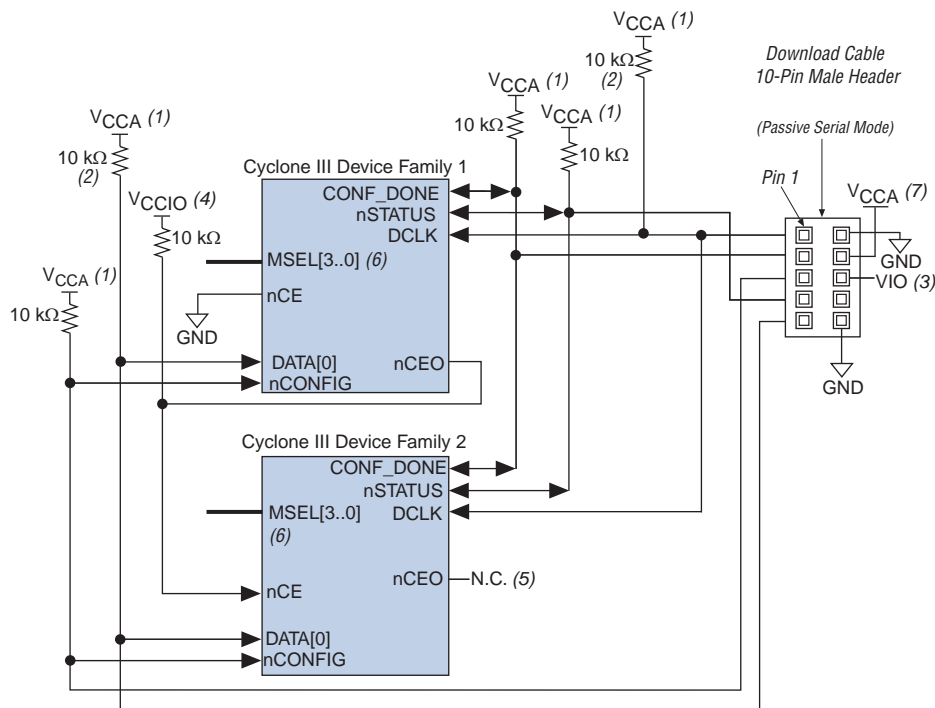 VCCA (1)
10 kΩ
(2)
Download Cable
10-Pin Male Header
(Passive Serial Mode)
Pin 1
VCCA (1)
10 kΩ
VCCA (1)
10 kΩ
VCCA (1)
10 kΩ
(2)
VCCIO (4)
10 kΩ
VCCA (1)
10 kΩ
Cyclone III Device Family 1
CONF_DONE
nSTATUS
DCLK
MSEL[3..0] (6)
nCE
GND
DATA[0]
nCEO
nCONFIG
VCCA (7)
GND
VIO (3)
GND
Cyclone III Device Family 2
CONF_DONE
nSTATUS
MSEL[3..0]
DCLK
(6)
nCEO
N.C. (5)
nCE
DATA[0]
nCONFIG